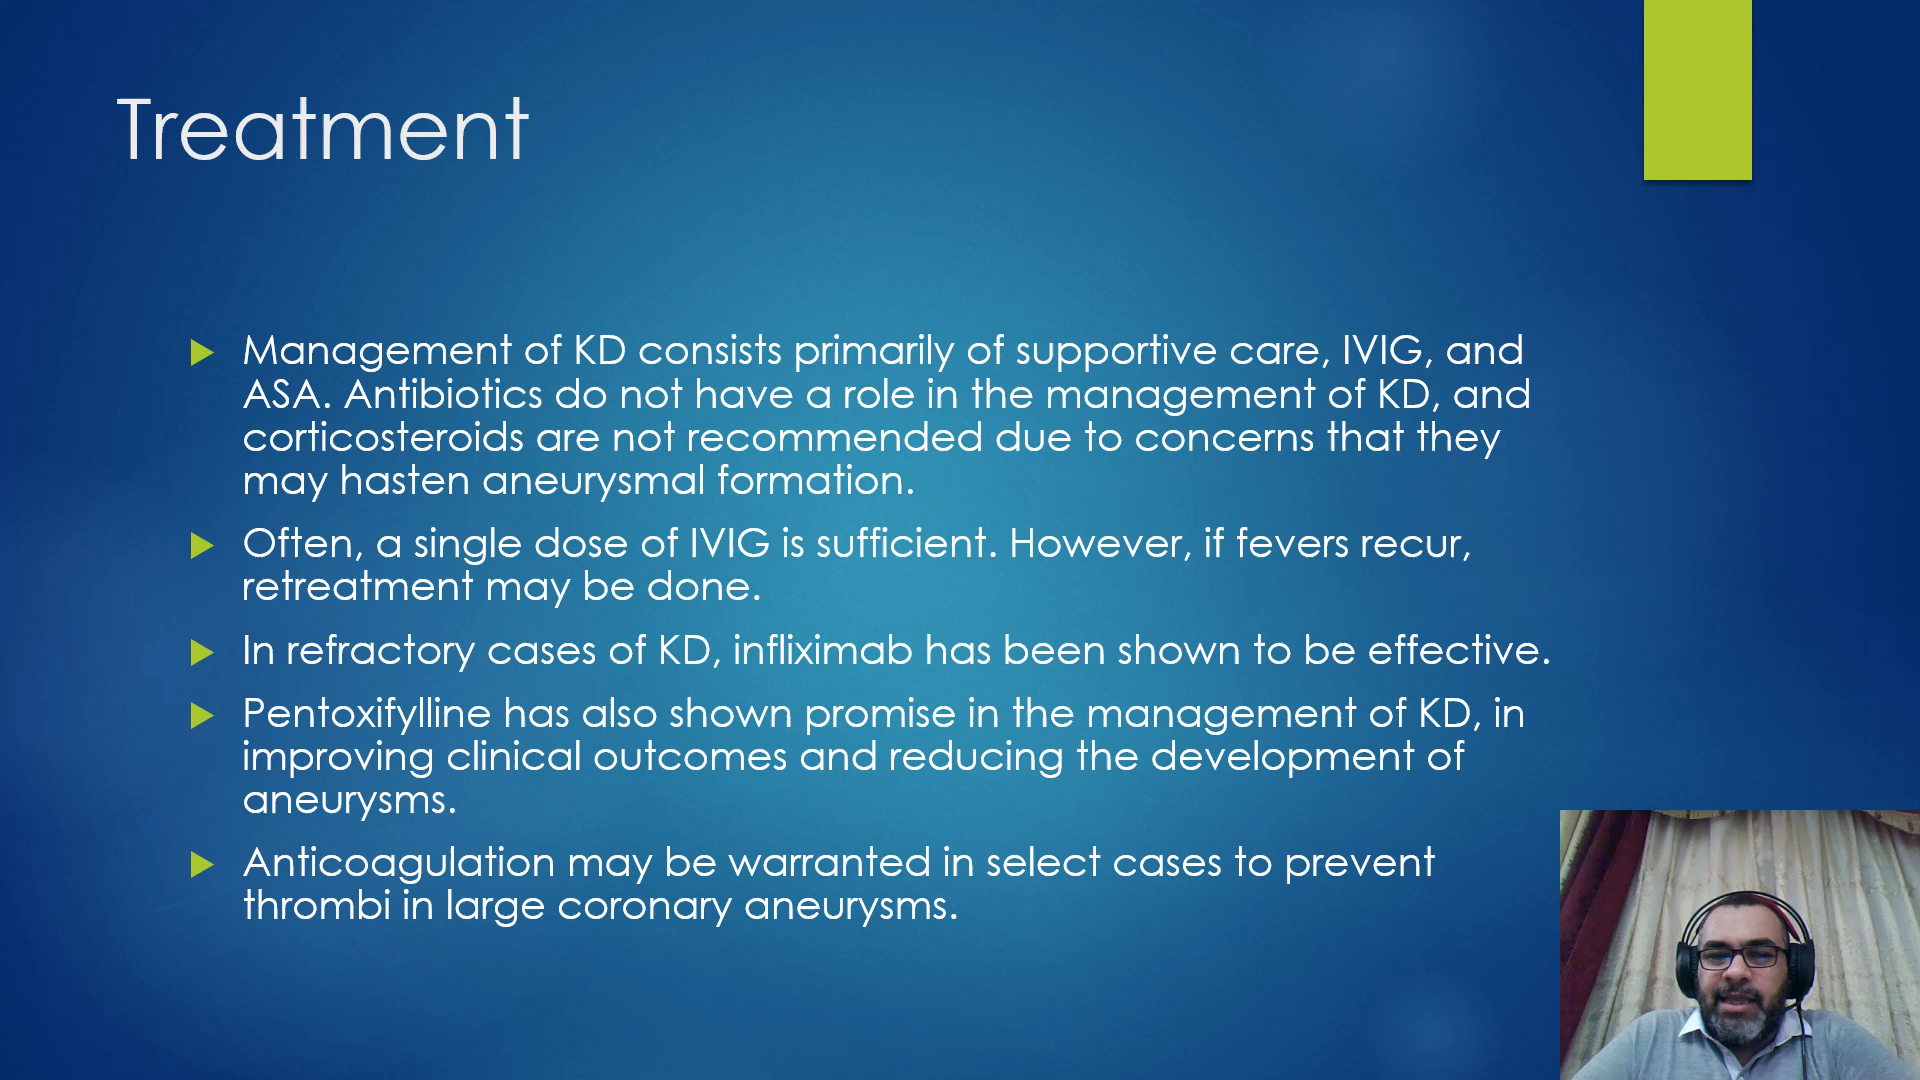 Treatment
Management of KD consists primarily of supportive care, IVIG, and
ASA. Antibiotics do not have a role in the management of KD, and
corticosteroids are not recommended due to concerns that they
may hasten aneurysmal formation.
Often, a single dose of IVIG is sufficient. However, if fevers recur,
retreatment may be done.
In refractory cases of KD, infliximab has been shown to be effective.
Pentoxifylline has also shown promise in the management of KD, in
improving clinical outcomes and reducing the development of
aneurysms.
Anticoagulation may be warranted in select cases to prevent
thrombi in large coronary aneurysms.